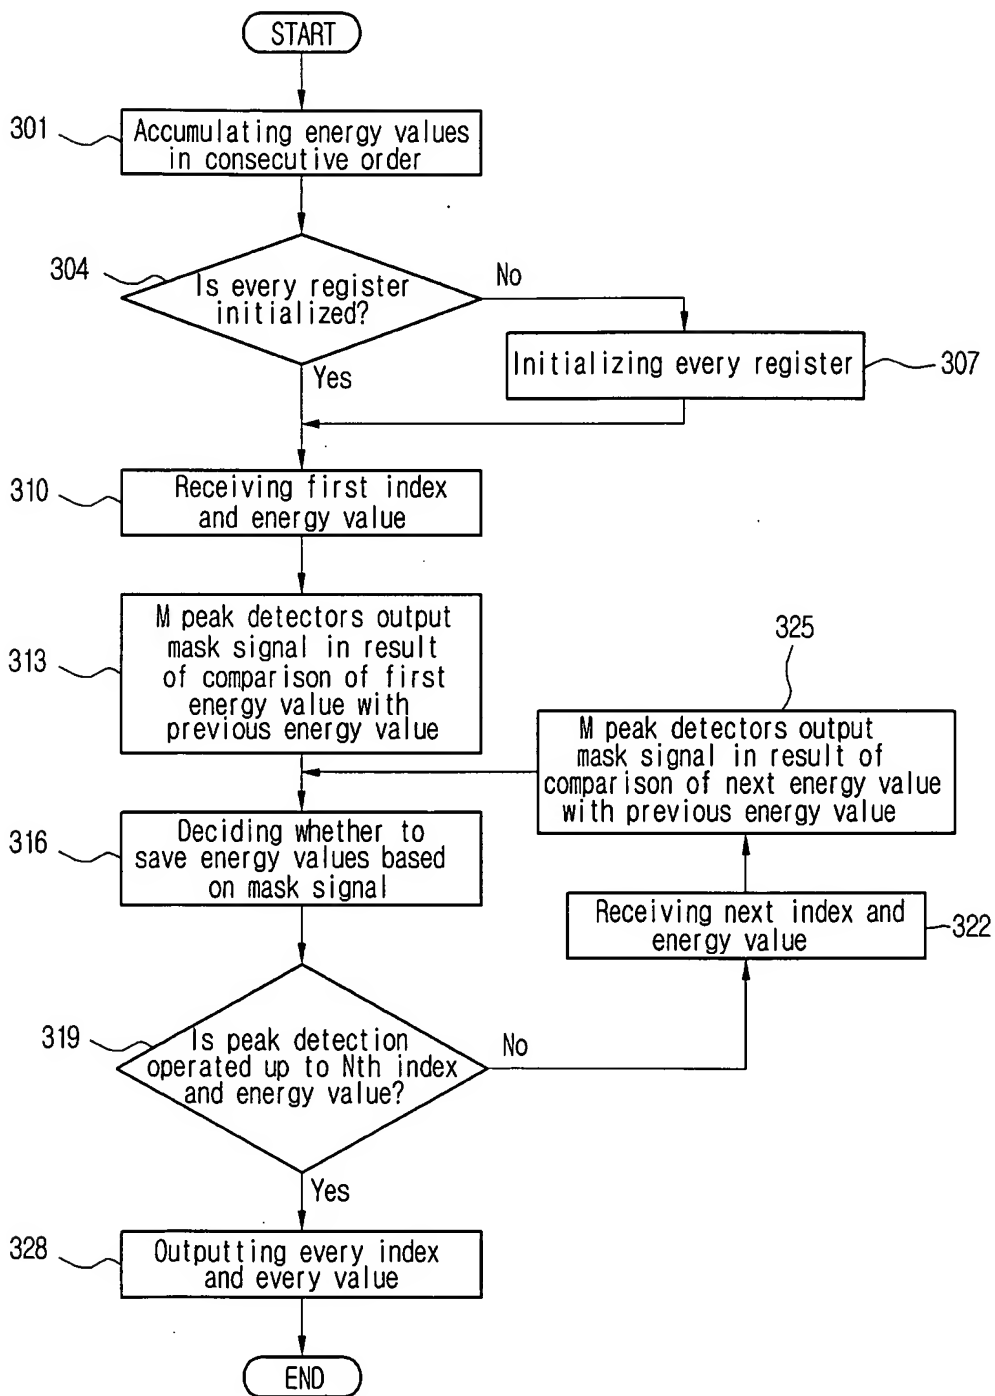 START
301
Accumulating energy values
in consecutive order
304
Is every register
initialized?
No
Yes
Initializing every register
307
310
Receiving first index
and energy value
313
M peak detectors output
mask signal in result
of comparison of first
energy value with
previous energy value
325
M peak detectors output
mask signal in result of
comparison of next energy value
with previous energy value
316
Deciding whether to
save energy values based
on mask signal
Receiving next index and
energy value
322
319
Is peak detection
operated up to Nth index
and energy value?
No
Yes
328
Outputting every index
and every value
END